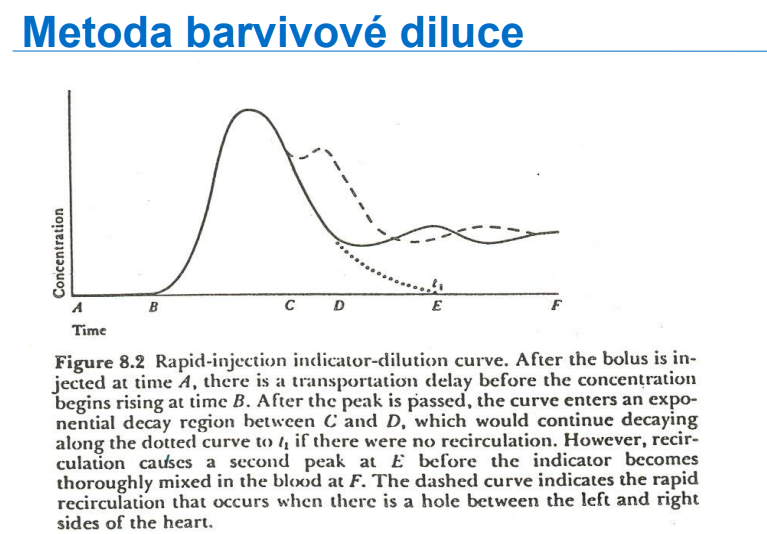 Metoda barvivové diluce
Concentration
t₁
A B C D E F
Time
Figure 8.2 Rapid-injection indicator-dilution curve. After the bolus is in-
jected at time A, there is a transportation delay before the concentration
begins rising at time B. After the peak is passed, the curve enters an expo-
nential decay region between C and D, which would continue decaying
along the dotted curve to t₁ if there were no recirculation. However, recir-
culation causes a second peak at E before the indicator becomes
thoroughly mixed in the blood at F. The dashed curve indicates the rapid
recirculation that occurs when there is a hole between the left and right
sides of the heart.